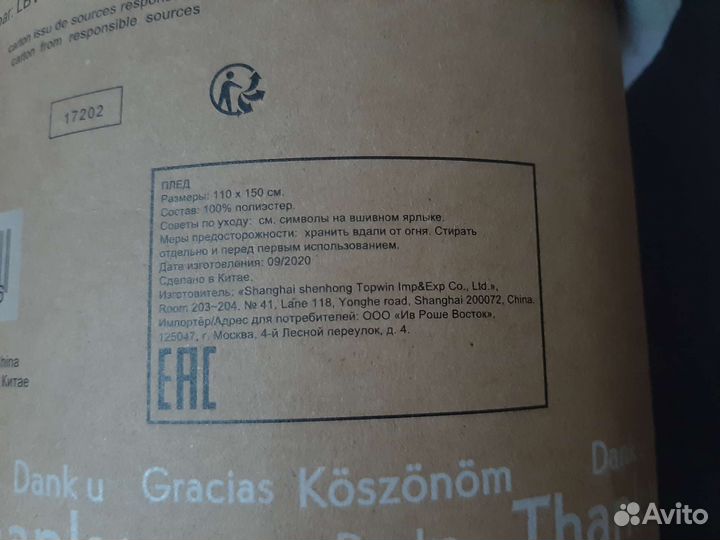 carton issu de sources
carton from responsible sources
17202
ПЛЕД
Размеры: 110 x 150 см.
Состав: 100% полиэстер.
Советы по уходу: см. символы на вшивном ярлыке.
Меры предосторожности: хранить вдали от огня. Стирать
отдельно и перед первым использованием.
Дата изготовления: 09/2020
Сделано в Китае.
Изготовитель: «Shanghai shenhong Topwin Imp&Exp Co., Ltd.»,
Room 203~204. № 41, Lane 118, Yonghe road, Shanghai 200072, China.
Импортёр/Адрес для потребителей: ООО «Ив Роше Восток»,
125047, г. Москва, 4-й Лесной переулок, д. 4.
EAC
Китае
Dank u Gracias Köszönöm
Avito